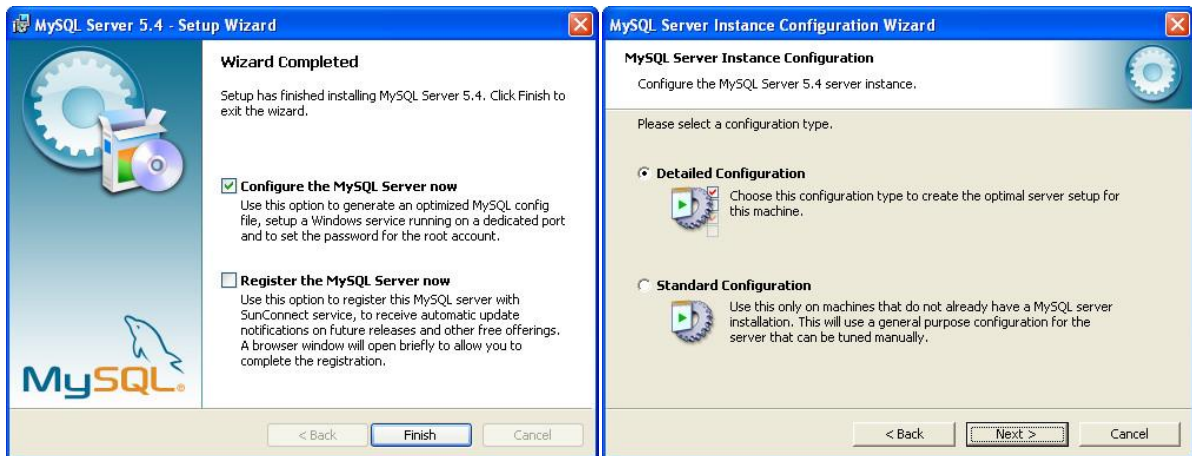 MySQL Server 5.4 - Setup Wizard
Wizard Completed
Setup has finished installing MySQL Server 5.4. Click Finish to
exit the wizard.
Configure the MySQL Server now
Use this option to generate an optimized MySQL config
file, setup a Windows service running on a dedicated port
and to set the password for the root account.
Register the MySQL Server now
Use this option to register this MySQL server with
SunConnect service, to receive automatic update
notifications on future releases and other free offerings.
A browser window will open briefly to allow you to
complete the registration.
MySQL®
< Back
Finish
Cancel
MySQL Server Instance Configuration Wizard
MySQL Server Instance Configuration
Configure the MySQL Server 5.4 server instance.
Please select a configuration type.
Detailed Configuration
Choose this configuration type to create the optimal server setup for
this machine.
Standard Configuration
Use this only on machines that do not already have a MySQL server
installation. This will use a general purpose configuration for the
server that can be tuned manually.
< Back
Next >
Cancel